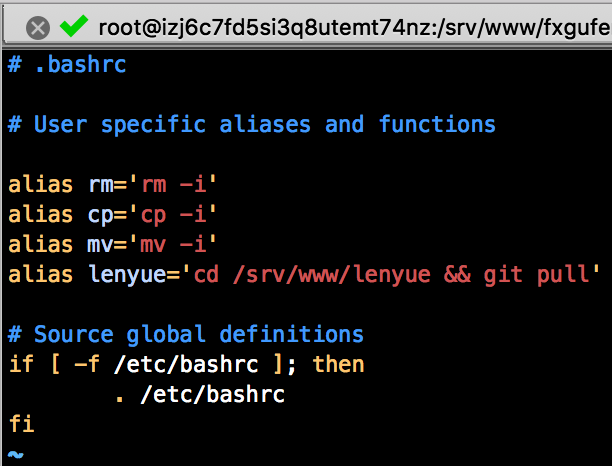 root@izj6c7fd5si3q8utemt74nz:/srv/www/fxgufe
# .bashrc
# User specific aliases and functions
alias rm='rm -i'
alias cp='cp -i'
alias mv='mv -i'
alias lenyue='cd /srv/www/lenyue && git pull'
# Source global definitions
if [ -f /etc/bashrc ]; then
        . /etc/bashrc
fi
~